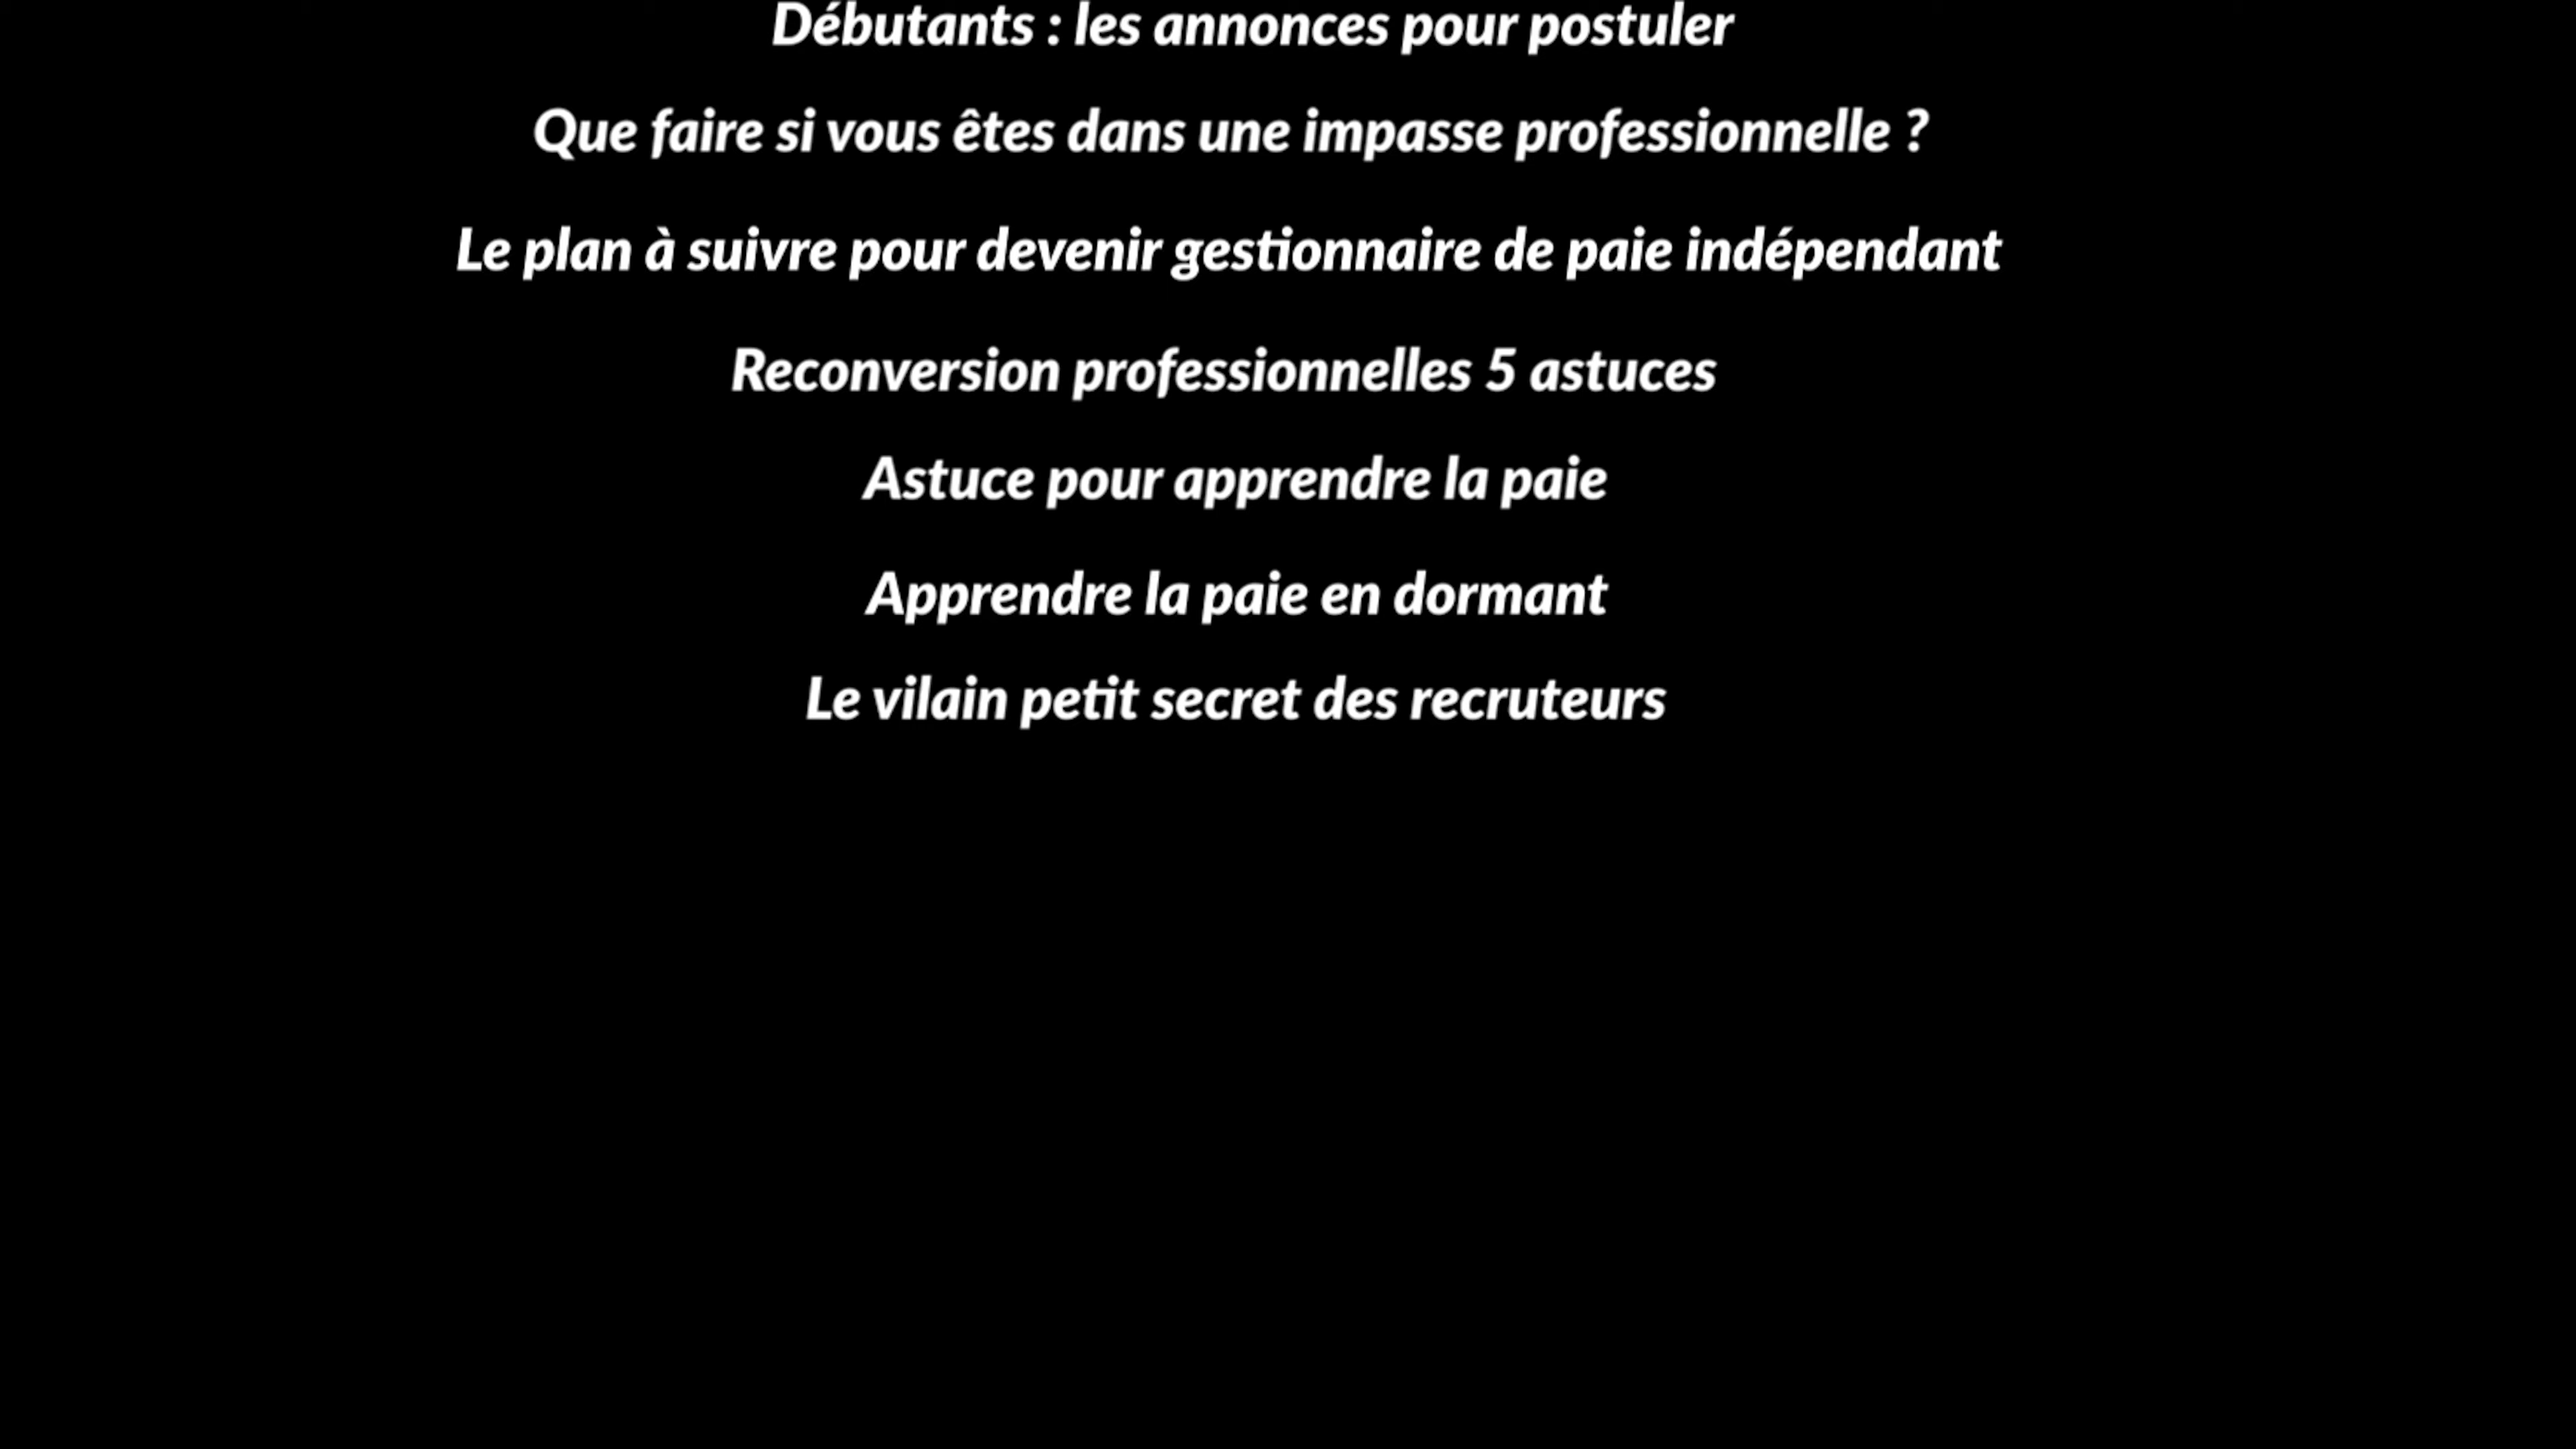 Débutants : les annonces pour postuler
Que faire si vous êtes dans une impasse professionnelle ?
Le plan à suivre pour devenir gestionnaire de paie indépendant
Reconversion professionnelles 5 astuces
Astuce pour apprendre la paie
Apprendre la paie en dormant
Le vilain petit secret des recruteurs